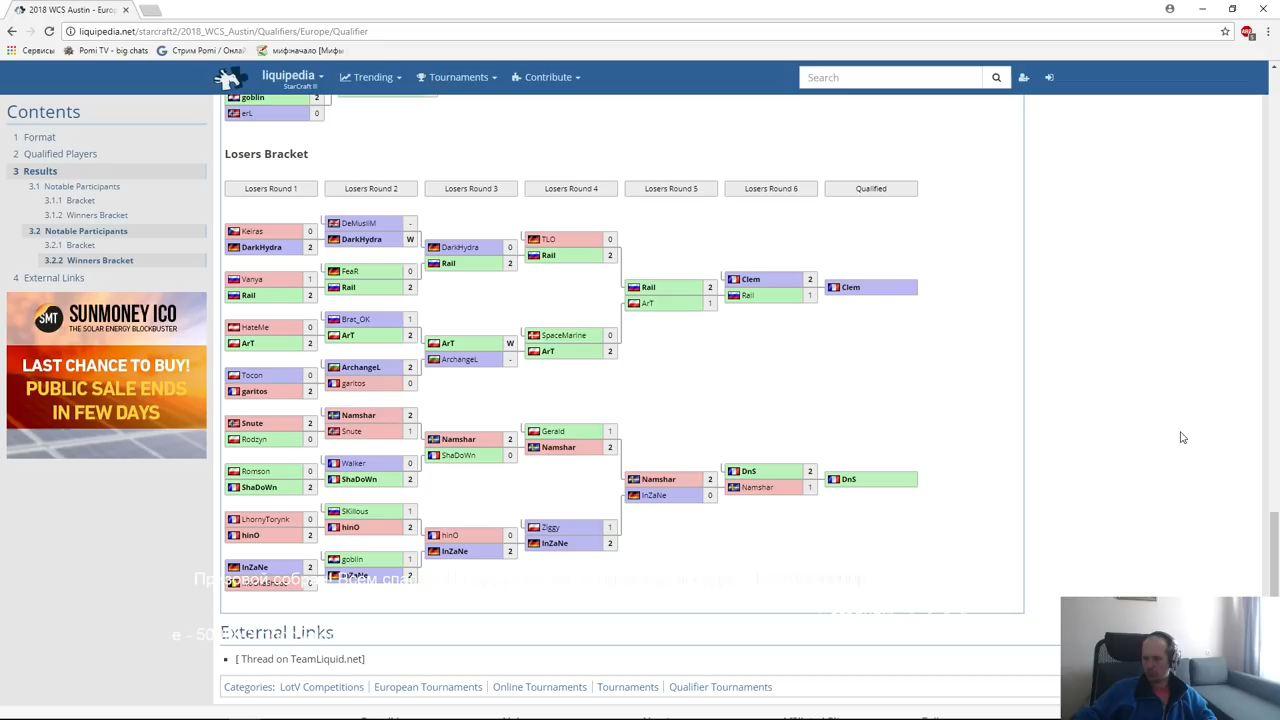 2018 WCS Austin - Euro
liquipedia.net/starcraft2/2018_WCS_Austin/Qualifiers/Europe/Qualifier
Сервисы Pomi TV - big chats Стрим Pomi / Онлай мифіначало [Мифы
liquipedia StarCraft II Trending Tournaments Contribute Search
Contents
1 Format
2 Qualified Players
3 Results
3.1 Notable Participants
3.1.1 Bracket
3.1.2 Winners Bracket
3.2 Notable Participants
3.2.1 Bracket
3.2.2 Winners Bracket
4 External Links
SMT SUNMONEY ICO
THE SOLAR ENERGY BLOCKBUSTER
LAST CHANCE TO BUY!
PUBLIC SALE ENDS
IN FEW DAYS
goblin 2
erL 0
Losers Bracket
Losers Round 1 Losers Round 2 Losers Round 3 Losers Round 4 Losers Round 5 Losers Round 6 Qualified
Keiras 0
DarkHydra 2
Vanya 1
Rail 2
HateMe 0
ArT 2
Tocon 0
garitos 2
Snute 2
Rodzyn 0
Romson 0
ShaDoWn 2
LhornyTorynk 0
hinO 2
InZaNe 2
DeMusliM -
DarkHydra W
FeaR 0
Rail 2
Brat_OK 1
ArT 2
ArchangeL 2
garitos 0
Namshar 2
Snute 1
Walker 0
ShaDoWn 2
SKillous 1
hinO 2
goblin 1
InZaNe 2
DarkHydra 0
Rail 2
ArT W
ArchangeL -
Namshar 2
ShaDoWn 0
hinO 0
InZaNe 2
TLO 0
Rail 2
SpaceMarine 0
ArT 2
Gerald 1
Namshar 2
Ziggy 1
InZaNe 2
Rail 2
ArT 1
Namshar 2
InZaNe 0
Clem 2
Rail 1
DnS 2
Namshar 1
Clem
DnS
External Links
[ Thread on TeamLiquid.net]
Categories: LotV Competitions European Tournaments Online Tournaments Tournaments Qualifier Tournaments